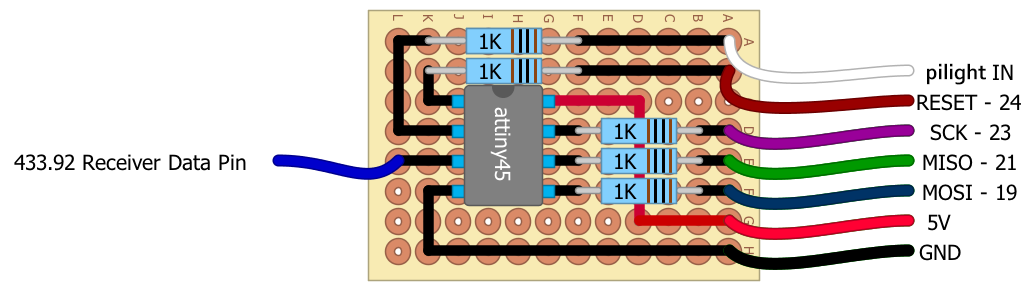 L K J I H G F E D C B A
A
1K
1K
pilight IN
RESET - 24
attiny45
D
1K
SCK - 23
433.92 Receiver Data Pin
E
1K
MISO - 21
F
1K
MOSI - 19
G
5V
H
GND